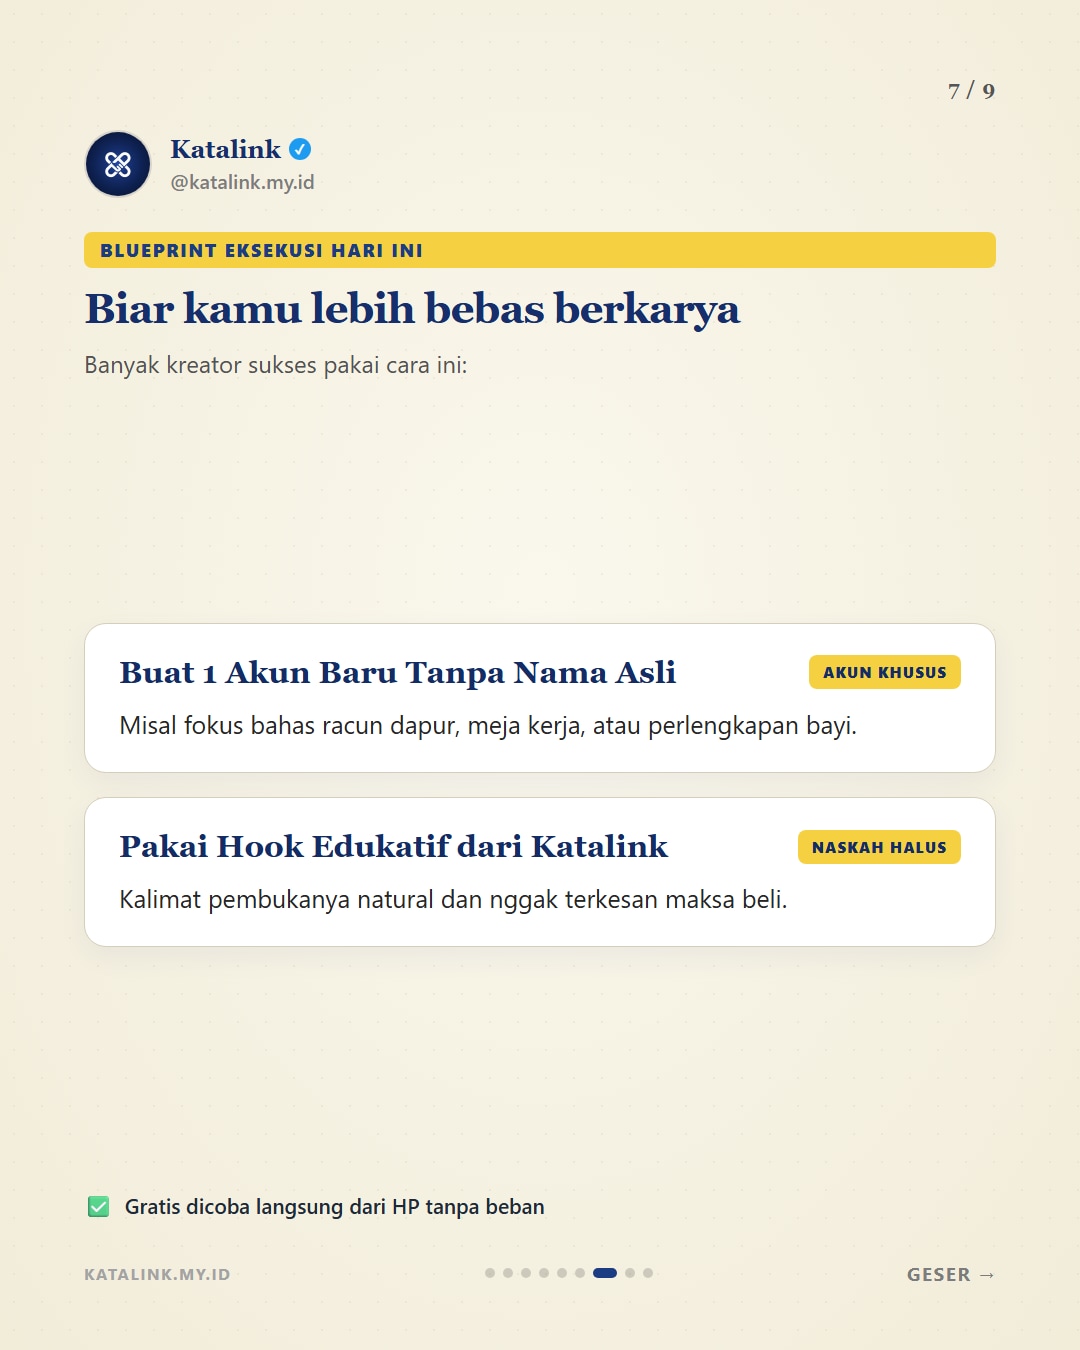 7 / 9
Katalink
@katalink.my.id
BLUEPRINT EKSEKUSI HARI INI
Biar kamu lebih bebas berkarya
Banyak kreator sukses pakai cara ini:
Buat 1 Akun Baru Tanpa Nama Asli
AKUN KHUSUS
Misal fokus bahas racun dapur, meja kerja, atau perlengkapan bayi.
Pakai Hook Edukatif dari Katalink
NASKAH HALUS
Kalimat pembukanya natural dan nggak terkesan maksa beli.
✅ Gratis dicoba langsung dari HP tanpa beban
KATALINK.MY.ID
GESER →